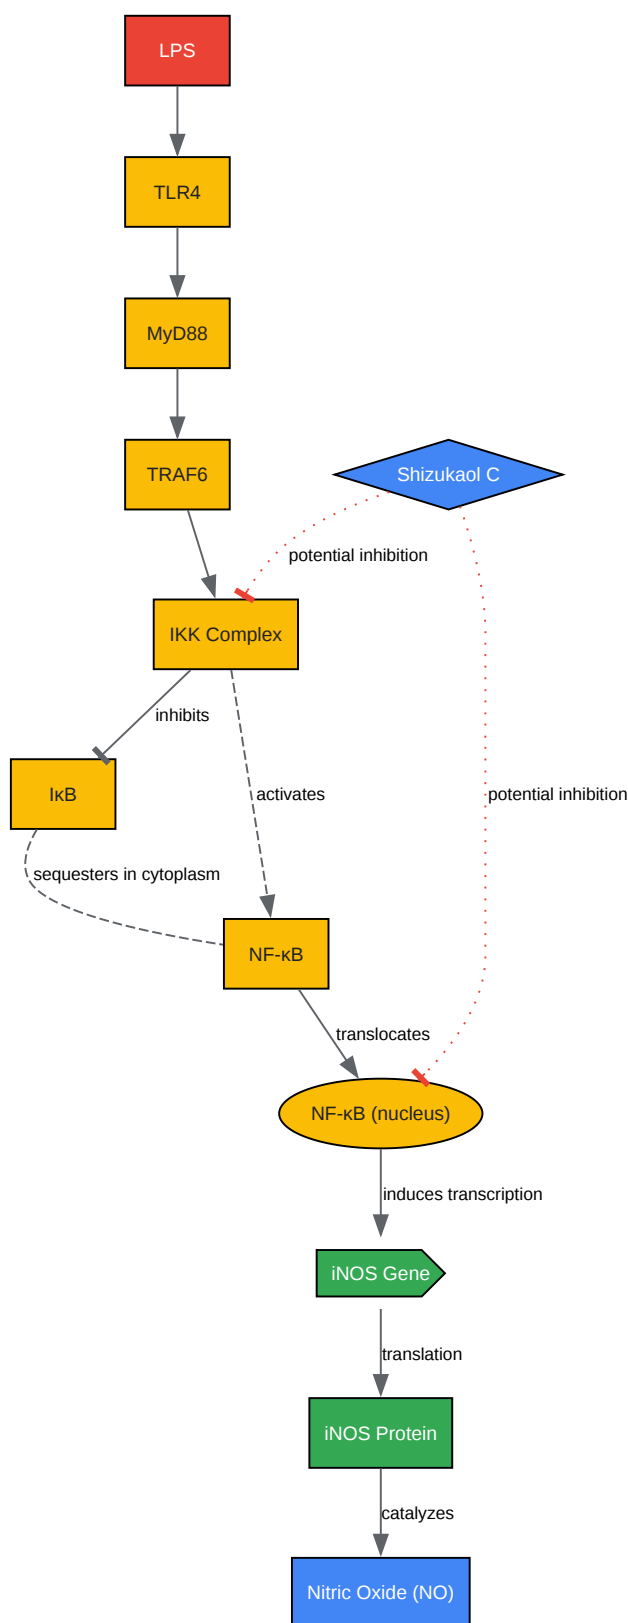 LPS
TLR4
MyD88
TRAF6
Shizukaol C
potential inhibition
IKK Complex
inhibits
IκB
activates
potential inhibition
sequesters in cytoplasm
NF-κB
translocates
NF-κB (nucleus)
induces transcription
iNOS Gene
translation
iNOS Protein
catalyzes
Nitric Oxide (NO)